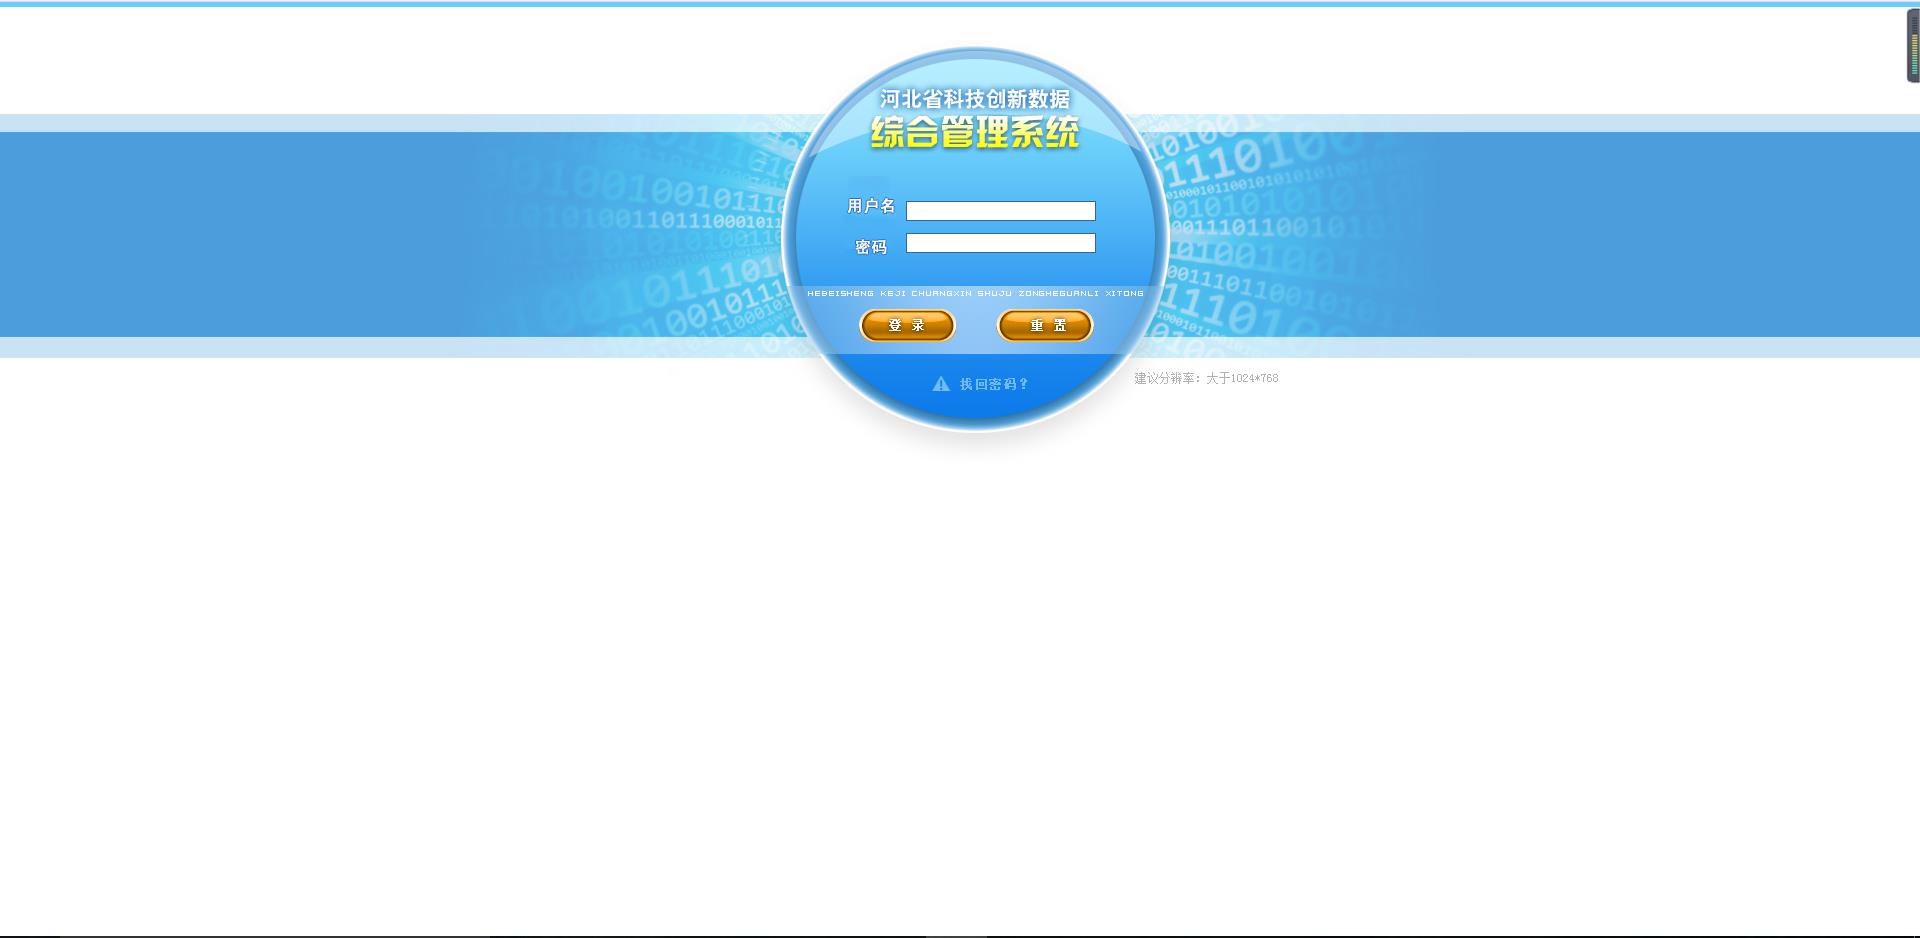 河北省科技创新数据
综合管理系统
用户名
密码
HEBEISHENG KEJI CHUANGXIN SHUJU ZONGHEGUANLI XITONG
登 录 重 置
找回密码？
建议分辨率：大于1024*768